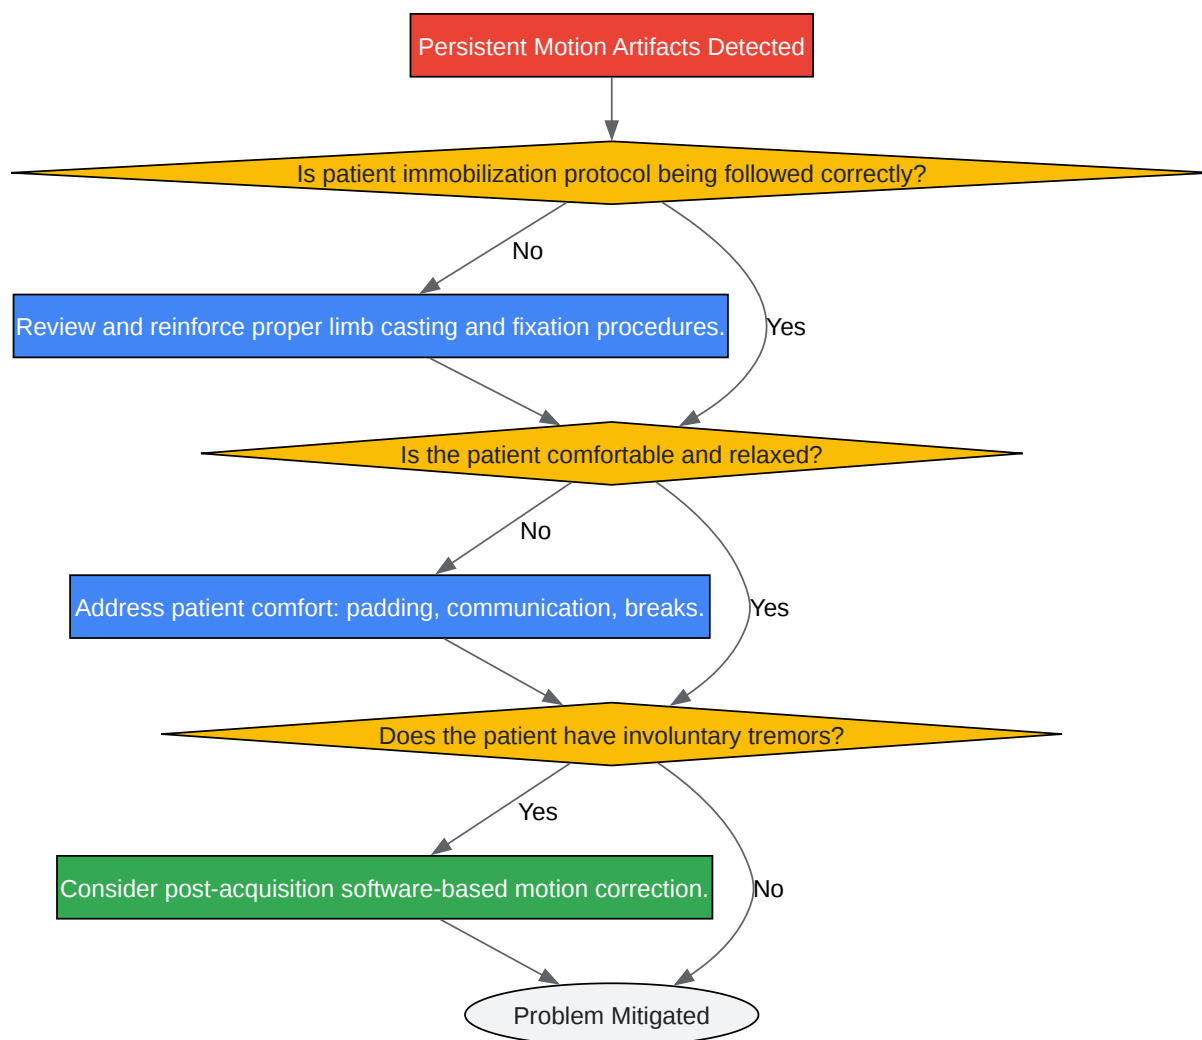 Persistent Motion Artifacts Detected
Is patient immobilization protocol being followed correctly?
No
Review and reinforce proper limb casting and fixation procedures.
Yes
Is the patient comfortable and relaxed?
No
Address patient comfort: padding, communication, breaks.
Yes
Does the patient have involuntary tremors?
Yes
Consider post-acquisition software-based motion correction.
No
Problem Mitigated